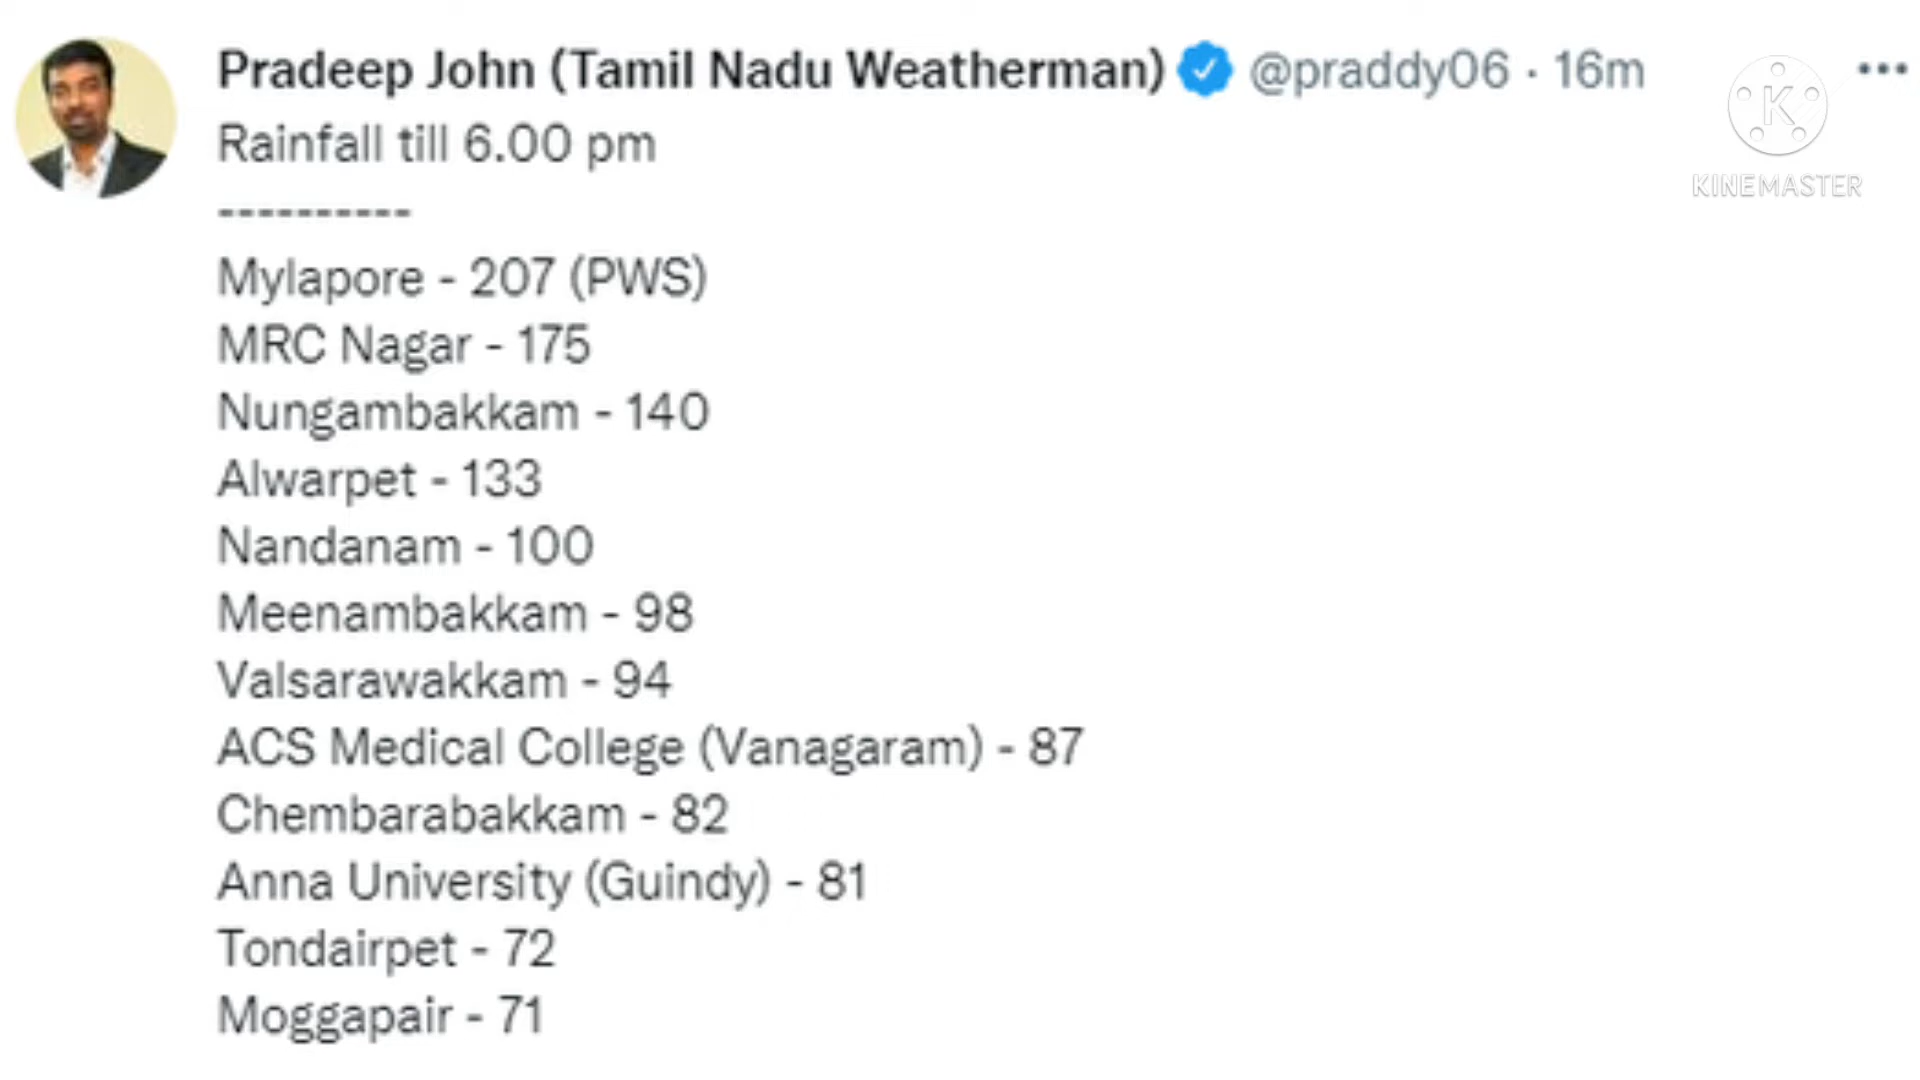 Pradeep John (Tamil Nadu Weatherman) @praddy06 · 16m
Rainfall till 6.00 pm
----------
Mylapore - 207 (PWS)
MRC Nagar - 175
Nungambakkam - 140
Alwarpet - 133
Nandanam - 100
Meenambakkam - 98
Valsarawakkam - 94
ACS Medical College (Vanagaram) - 87
Chembarabakkam - 82
Anna University (Guindy) - 81
Tondairpet - 72
Moggapair - 71
K
KINEMASTER